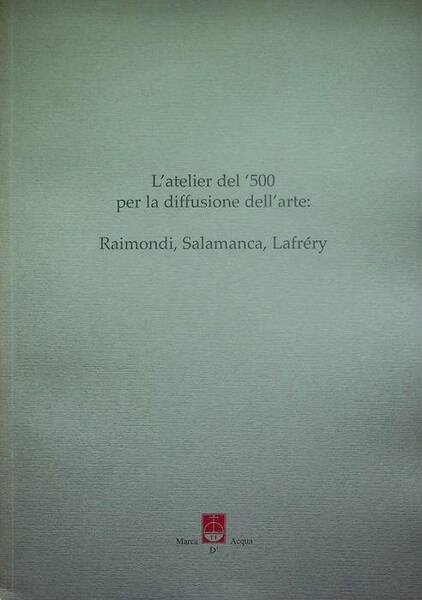 L'atelier del '500
per la diffusione dell'arte:
Raimondi, Salamanca, Lafréry
Marca D' Acqua